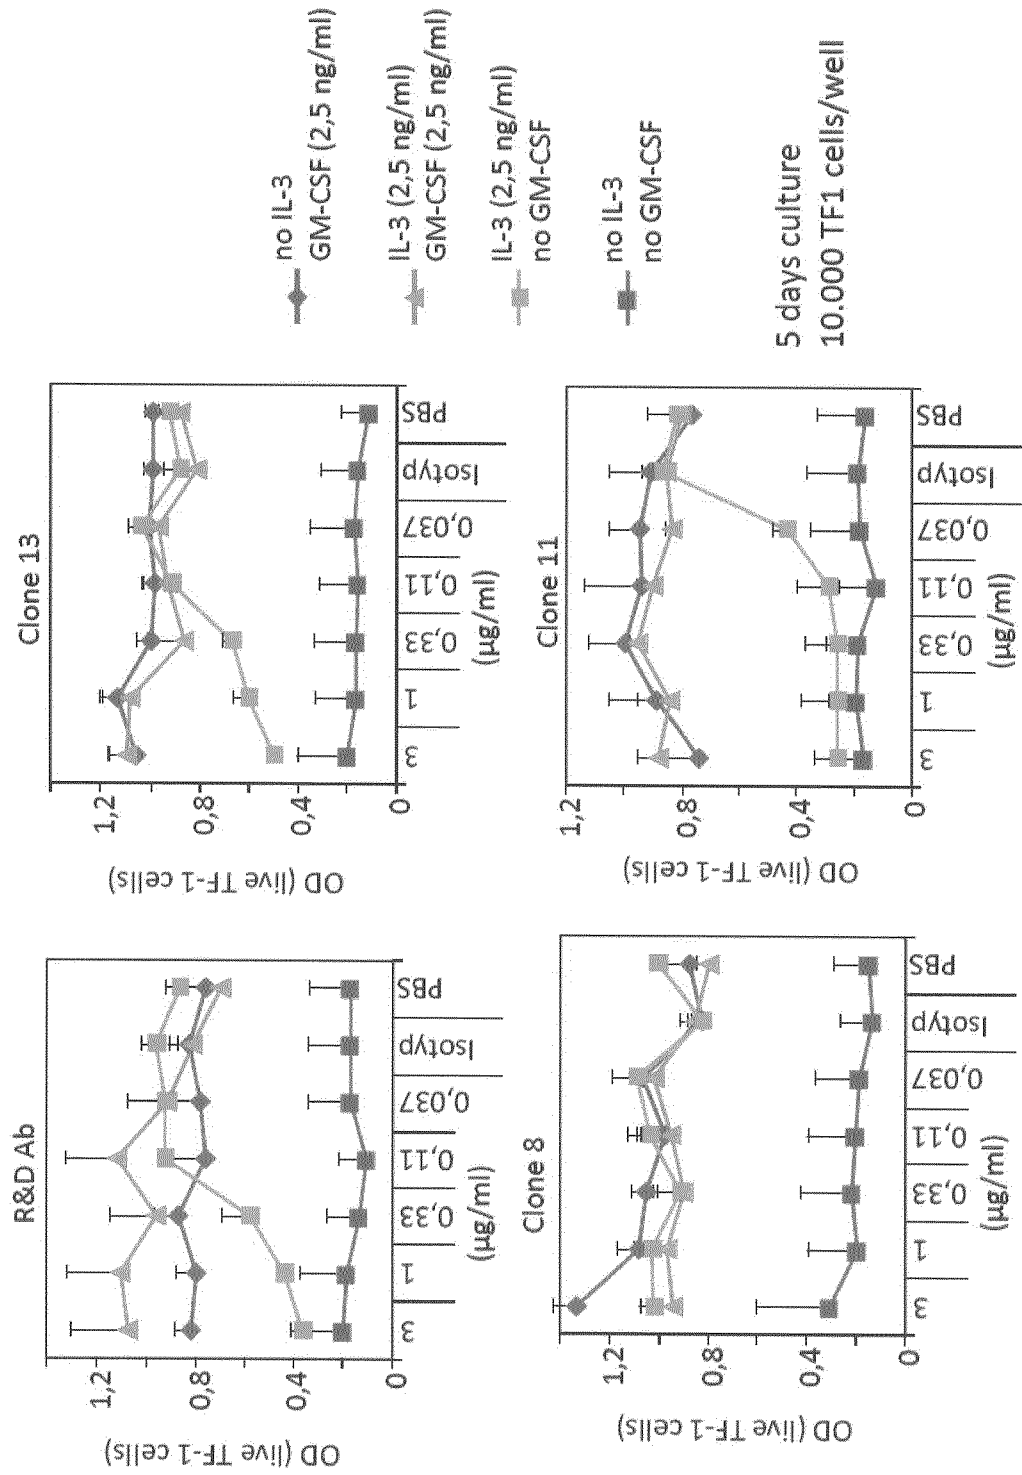 R&D Ab
OD (live TF-1 cells)
1,2
0,8
0,4
0
3
1
0,33
0,11
0,037
Isotyp
PBS
(µg/ml)
Clone 13
OD (live TF-1 cells)
1,2
0,8
0,4
0
3
1
0,33
0,11
0,037
Isotyp
PBS
(µg/ml)
Clone 8
OD (live TF-1 cells)
1,2
0,8
0,4
0
3
1
0,33
0,11
0,037
Isotyp
PBS
(µg/ml)
Clone 11
OD (live TF-1 cells)
1,2
0,8
0,4
0
3
1
0,33
0,11
0,037
Isotyp
PBS
(µg/ml)
no IL-3
GM-CSF (2,5 ng/ml)
IL-3 (2,5 ng/ml)
GM-CSF (2,5 ng/ml)
IL-3 (2,5 ng/ml)
no GM-CSF
no IL-3
no GM-CSF
5 days culture
10.000 TF1 cells/well